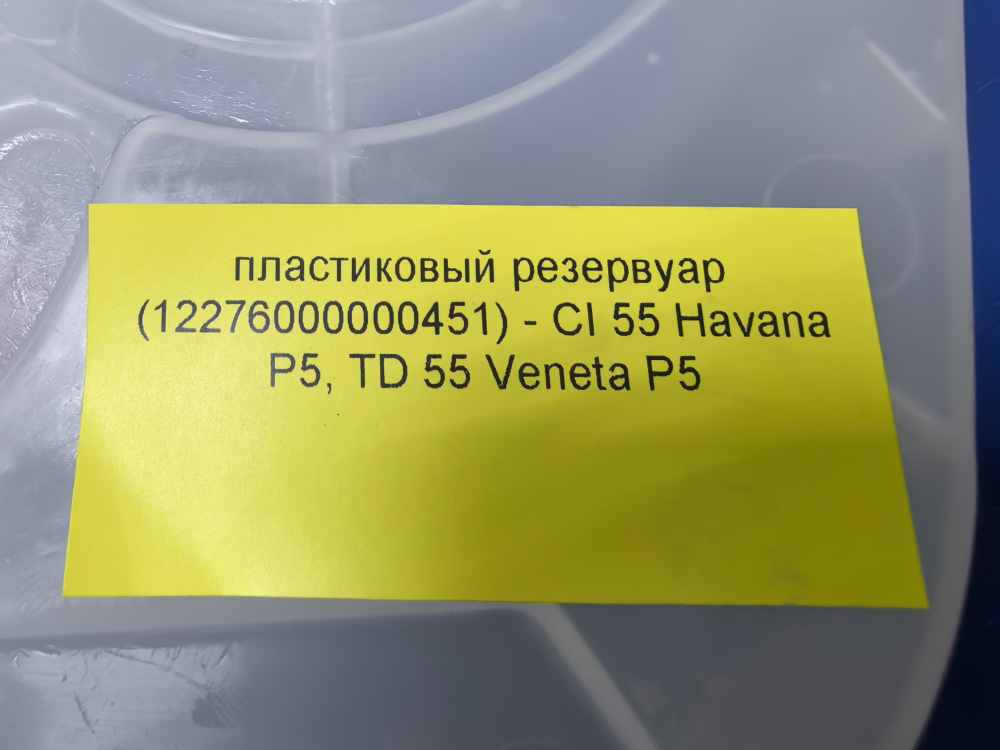 пластиковый резервуар
(12276000000451) - CI 55 Havana
P5, TD 55 Veneta P5